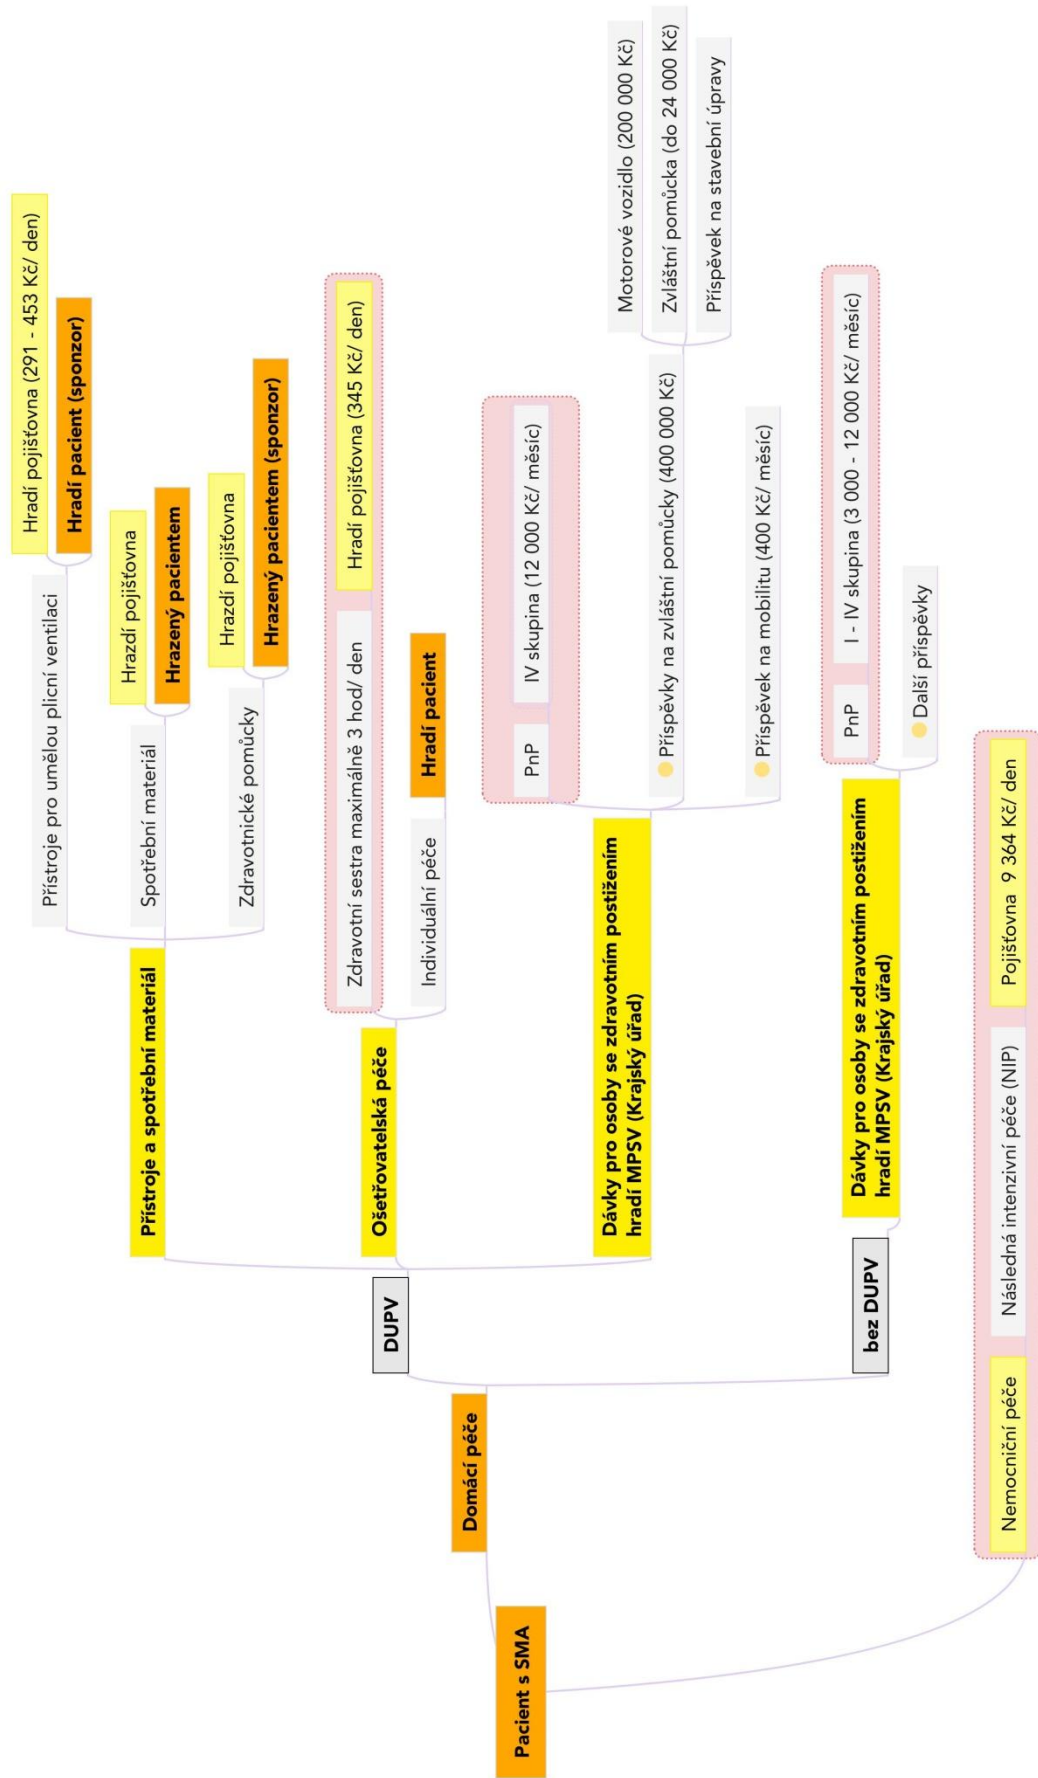 Pacient s SMA
Domácí péče
DUPV
Přístroje a spotřební materiál
Přístroje pro umělou plicní ventilaci
Hradí pojišťovna (291 - 453 Kč/ den)
Hradí pacient (sponzor)
Spotřební materiál
Hrazdí pojišťovna
Hrazený pacientem
Zdravotnické pomůcky
Hrazdí pojišťovna
Hrazený pacientem (sponzor)
Ošetřovatelská péče
Zdravotní sestra maximálně 3 hod/ den
Hradí pojišťovna (345 Kč/ den)
Individuální péče
Hradí pacient
Dávky pro osoby se zdravotním postižením
hradí MPSV (Krajský úřad)
PnP
IV skupina (12 000 Kč/ měsíc)
Příspěvky na zvláštní pomůcky (400 000 Kč)
Motorové vozidlo (200 000 Kč)
Zvláštní pomůcka (do 24 000 Kč)
Příspěvek na stavební úpravy
Příspěvek na mobilitu (400 Kč/ měsíc)
bez DUPV
Dávky pro osoby se zdravotním postižením
hradí MPSV (Krajský úřad)
PnP
I - IV skupina (3 000 - 12 000 Kč/ měsíc)
Další příspěvky
Nemocniční péče
Následná intenzivní péče (NIP)
Pojišťovna 9 364 Kč/ den